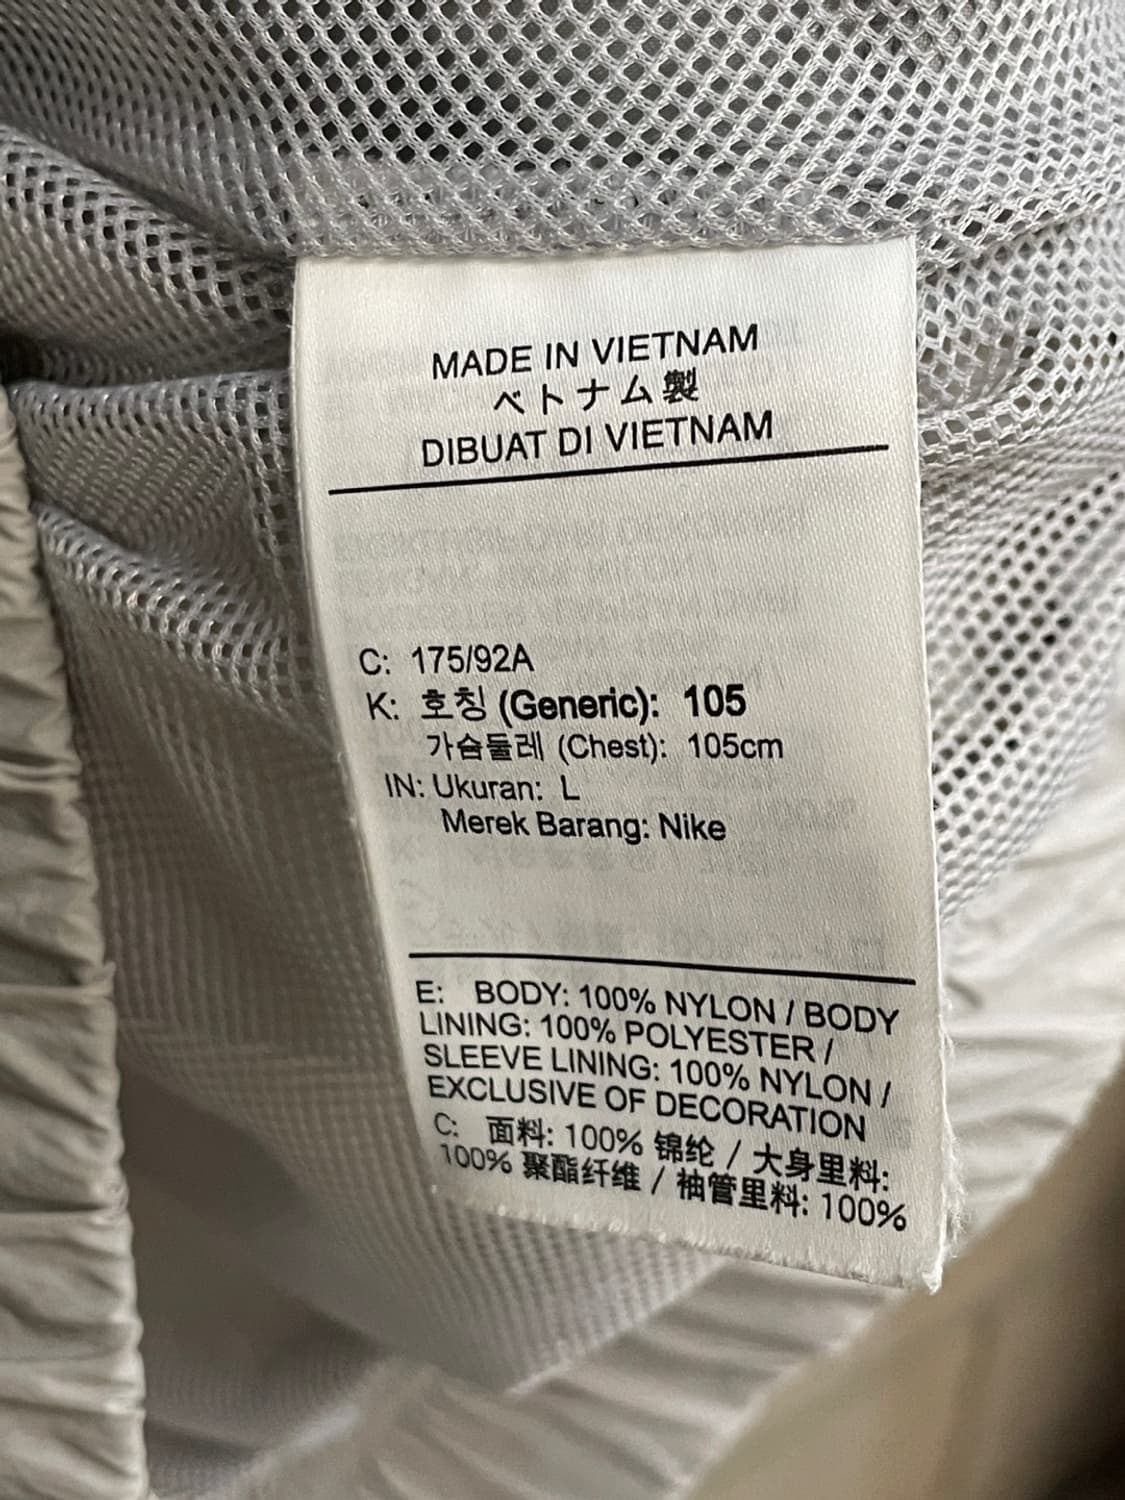 MADE IN VIETNAM
ベトナム製
DIBUAT DI VIETNAM
C: 175/92A
K: 호칭 (Generic): 105
가슴둘레 (Chest): 105cm
IN: Ukuran: L
Merek Barang: Nike
E: BODY: 100% NYLON / BODY
LINING: 100% POLYESTER /
SLEEVE LINING: 100% NYLON /
EXCLUSIVE OF DECORATION
C: 面料: 100% 锦纶 / 大身里料:
100% 聚酯纤维 / 袖管里料: 100%